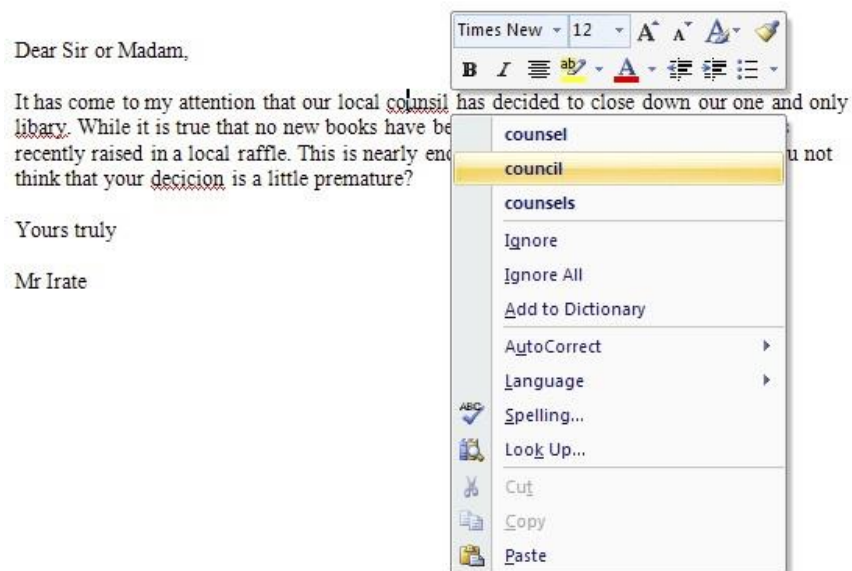 Dear Sir or Madam,
It has come to my attention that our local counsil has decided to close down our one and only
libary. While it is true that no new books have be
recently raised in a local raffle. This is nearly en
u not
think that your decicion is a little premature?
Yours truly
Mr Irate
Times New 12 A A A
B I ab A
counsel
council
counsels
Ignore
Ignore All
Add to Dictionary
AutoCorrect
Language
ABC Spelling...
Look Up...
Cut
Copy
Paste